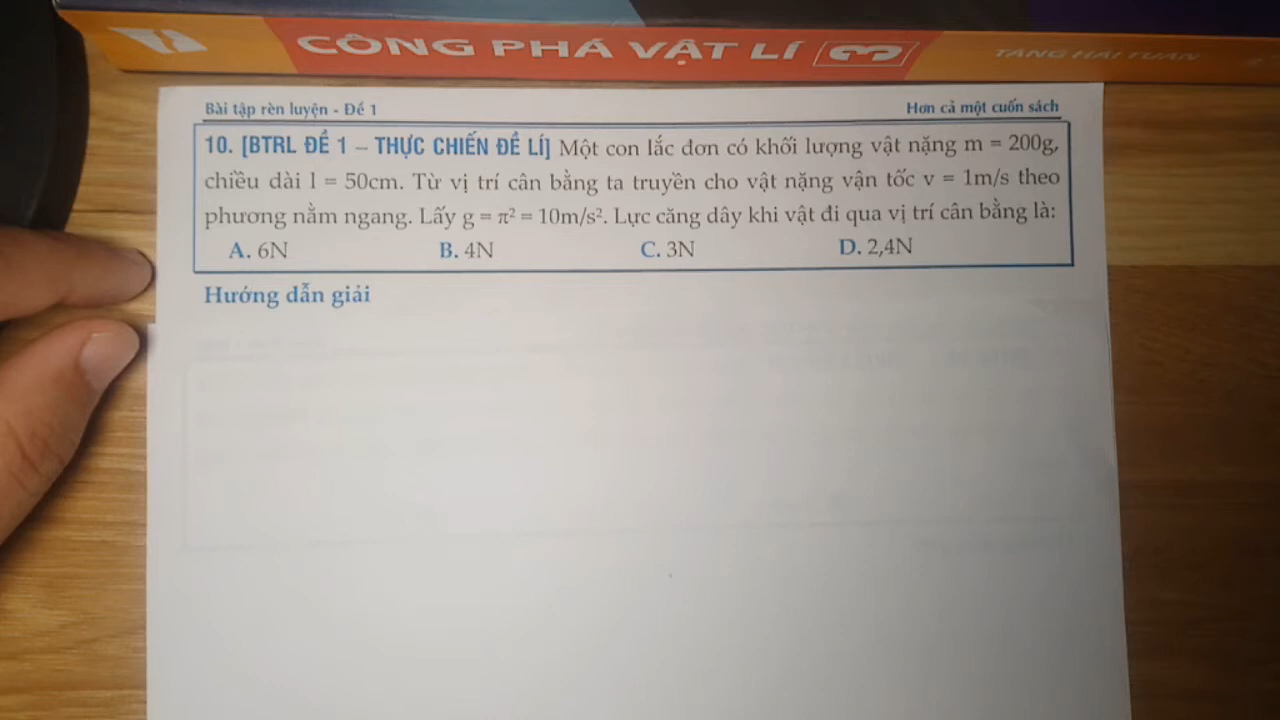 CÔNG PHÁ VẬT LÍ 3
TĂNG HẢI TUÂN
Bài tập rèn luyện - Đề 1
Hơn cả một cuốn sách
10. [BTRL ĐỀ 1 – THỰC CHIẾN ĐỀ LÍ] Một con lắc đơn có khối lượng vật nặng m = 200g,
chiều dài l = 50cm. Từ vị trí cân bằng ta truyền cho vật nặng vận tốc v = 1m/s theo
phương nằm ngang. Lấy g = π² = 10m/s². Lực căng dây khi vật đi qua vị trí cân bằng là:
A. 6N B. 4N C. 3N D. 2,4N
Hướng dẫn giải